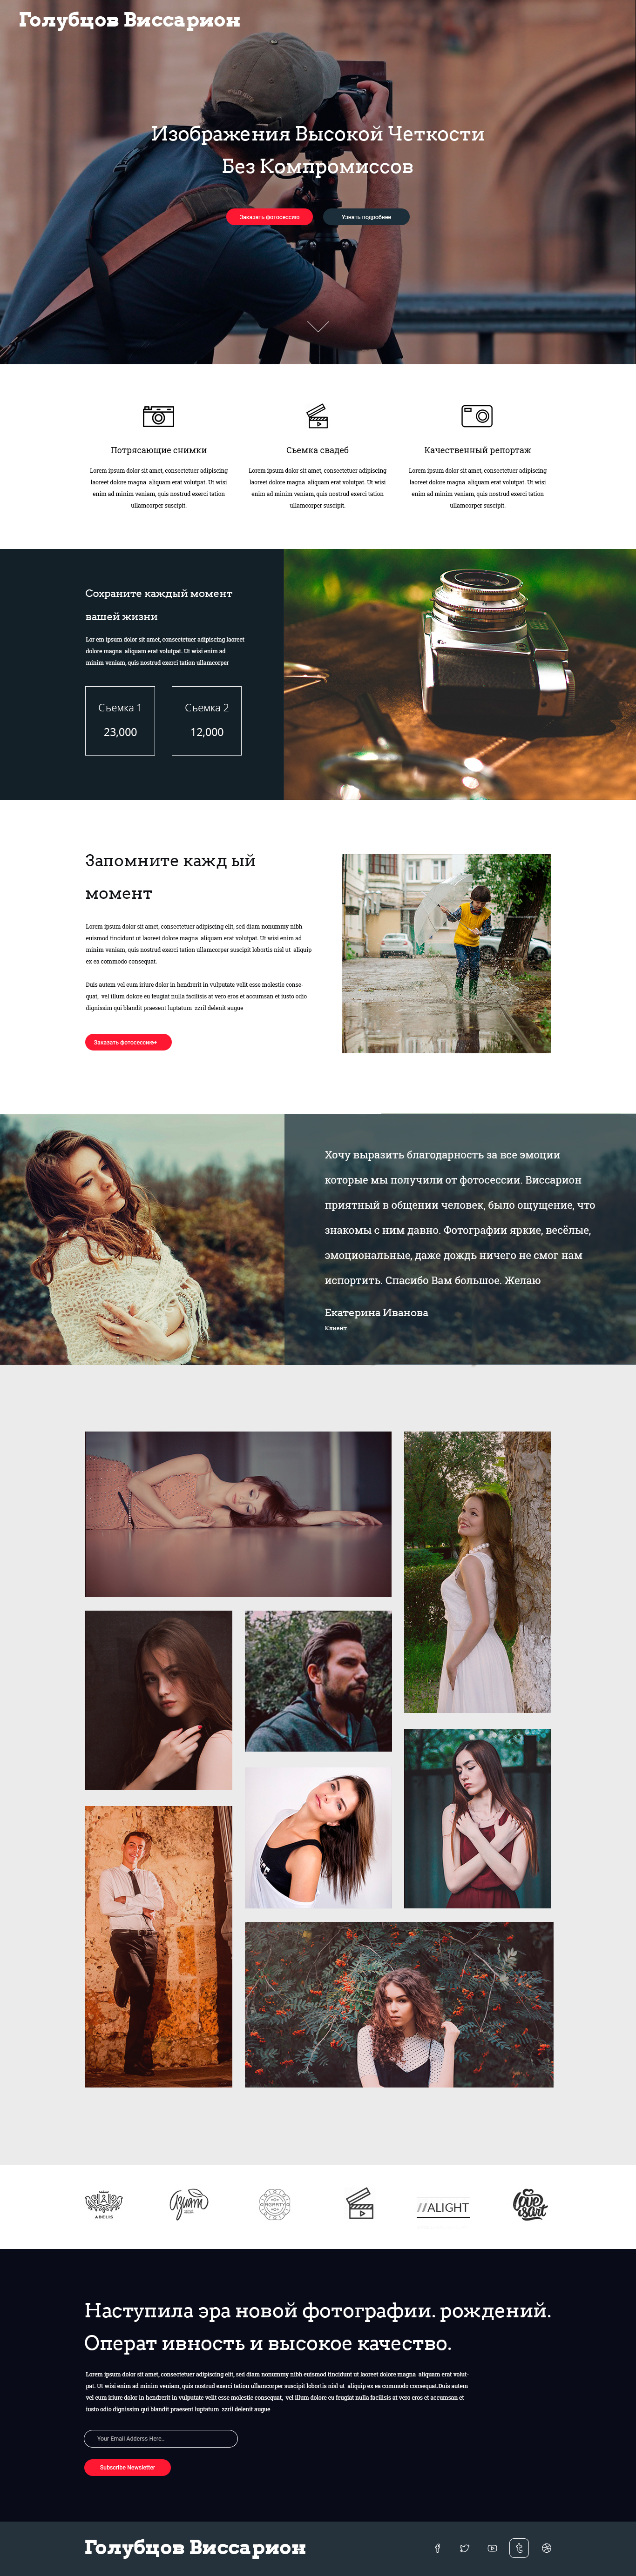 Голубцов Виссарион
Изображения Высокой Четкости
Без Компромиссов
Заказать фотосессию
Узнать подробнее
Потрясающие снимки
Lorem ipsum dolor sit amet, consectetuer adipiscing
laoreet dolore magna aliquam erat volutpat. Ut wisi
enim ad minim veniam, quis nostrud exerci tation
ullamcorper suscipit.
Сьемка свадеб
Lorem ipsum dolor sit amet, consectetuer adipiscing
laoreet dolore magna aliquam erat volutpat. Ut wisi
enim ad minim veniam, quis nostrud exerci tation
ullamcorper suscipit.
Качественный репортаж
Lorem ipsum dolor sit amet, consectetuer adipiscing
laoreet dolore magna aliquam erat volutpat. Ut wisi
enim ad minim veniam, quis nostrud exerci tation
ullamcorper suscipit.
Сохраните каждый момент
вашей жизни
Lor em ipsum dolor sit amet, consectetuer adipiscing laoreet
dolore magna aliquam erat volutpat. Ut wisi enim ad
minim veniam, quis nostrud exerci tation ullamcorper
Съемка 1
23,000
Съемка 2
12,000
Запомните кажд ый
момент
Lorem ipsum dolor sit amet, consectetuer adipiscing elit, sed diam nonummy nibh
euismod tincidunt ut laoreet dolore magna aliquam erat volutpat. Ut wisi enim ad
minim veniam, quis nostrud exerci tation ullamcorper suscipit lobortis nisl ut aliquip
ex ea commodo consequat.
Duis autem vel eum iriure dolor in hendrerit in vulputate velit esse molestie conse-
quat, vel illum dolore eu feugiat nulla facilisis at vero eros et accumsan et iusto odio
dignissim qui blandit praesent luptatum zzril delenit augue
Заказать фотосессию+
Хочу выразить благодарность за все эмоции
которые мы получили от фотосессии. Виссарион
приятный в общении человек, было ощущение, что
знакомы с ним давно. Фотографии яркие, весёлые,
эмоциональные, даже дождь ничего не смог нам
испортить. Спасибо Вам большое. Желаю
Екатерина Иванова
Клиент
ADELIS
//ALIGHT
love is art
Наступила эра новой фотографии. рождений.
Операт ивность и высокое качество.
Lorem ipsum dolor sit amet, consectetuer adipiscing elit, sed diam nonummy nibh euismod tincidunt ut laoreet dolore magna aliquam erat volut-
pat. Ut wisi enim ad minim veniam, quis nostrud exerci tation ullamcorper suscipit lobortis nisl ut aliquip ex ea commodo consequat.Duis autem
vel eum iriure dolor in hendrerit in vulputate velit esse molestie consequat, vel illum dolore eu feugiat nulla facilisis at vero eros et accumsan et
iusto odio dignissim qui blandit praesent luptatum zzril delenit augue
Your Email Adderss Here..
Subscribe Newsletter
Голубцов Виссарион